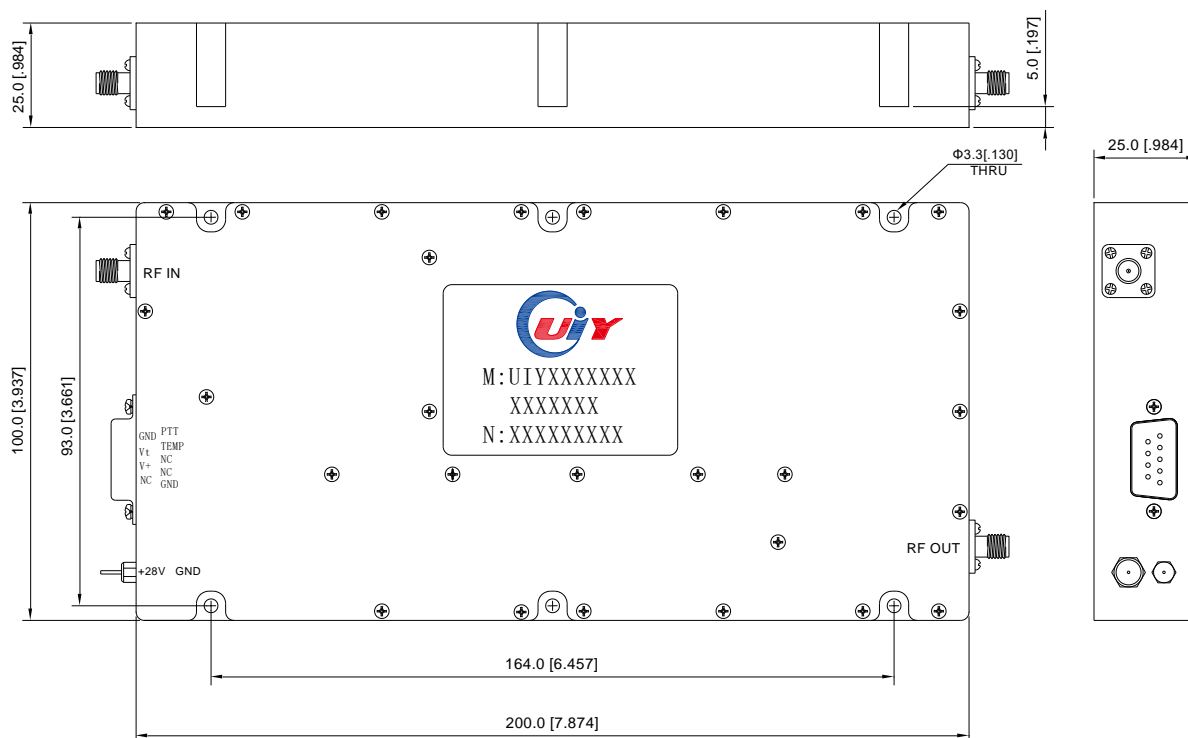 25.0 [.984]
5.0 [.197]
Φ3.3[.130]
THRU
25.0 [.984]
100.0 [3.937]
93.0 [3.661]
RF IN
UiY
M:UIYXXXXXXX
XXXXXXX
N:XXXXXXXXX
GND PTT
Vt TEMP
V+ NC
NC NC
GND
+28V GND
RF OUT
164.0 [6.457]
200.0 [7.874]